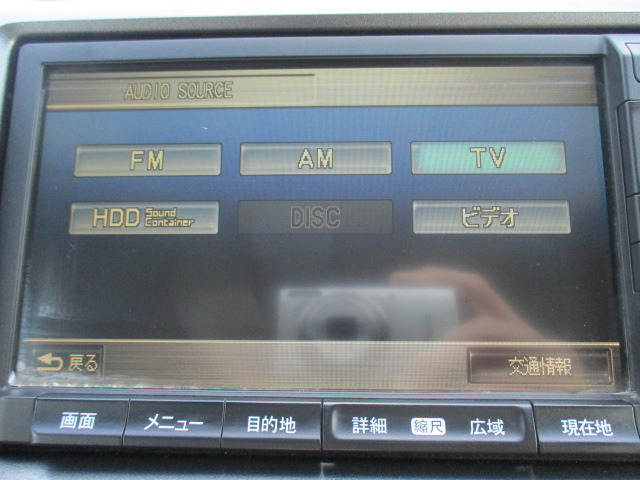 AUDIO SOURCE
FM AM TV
HDD Sound Container DISC ビデオ
戻る 交通情報
画面 メニュー 目的地 詳細 縮尺 広域 現在地